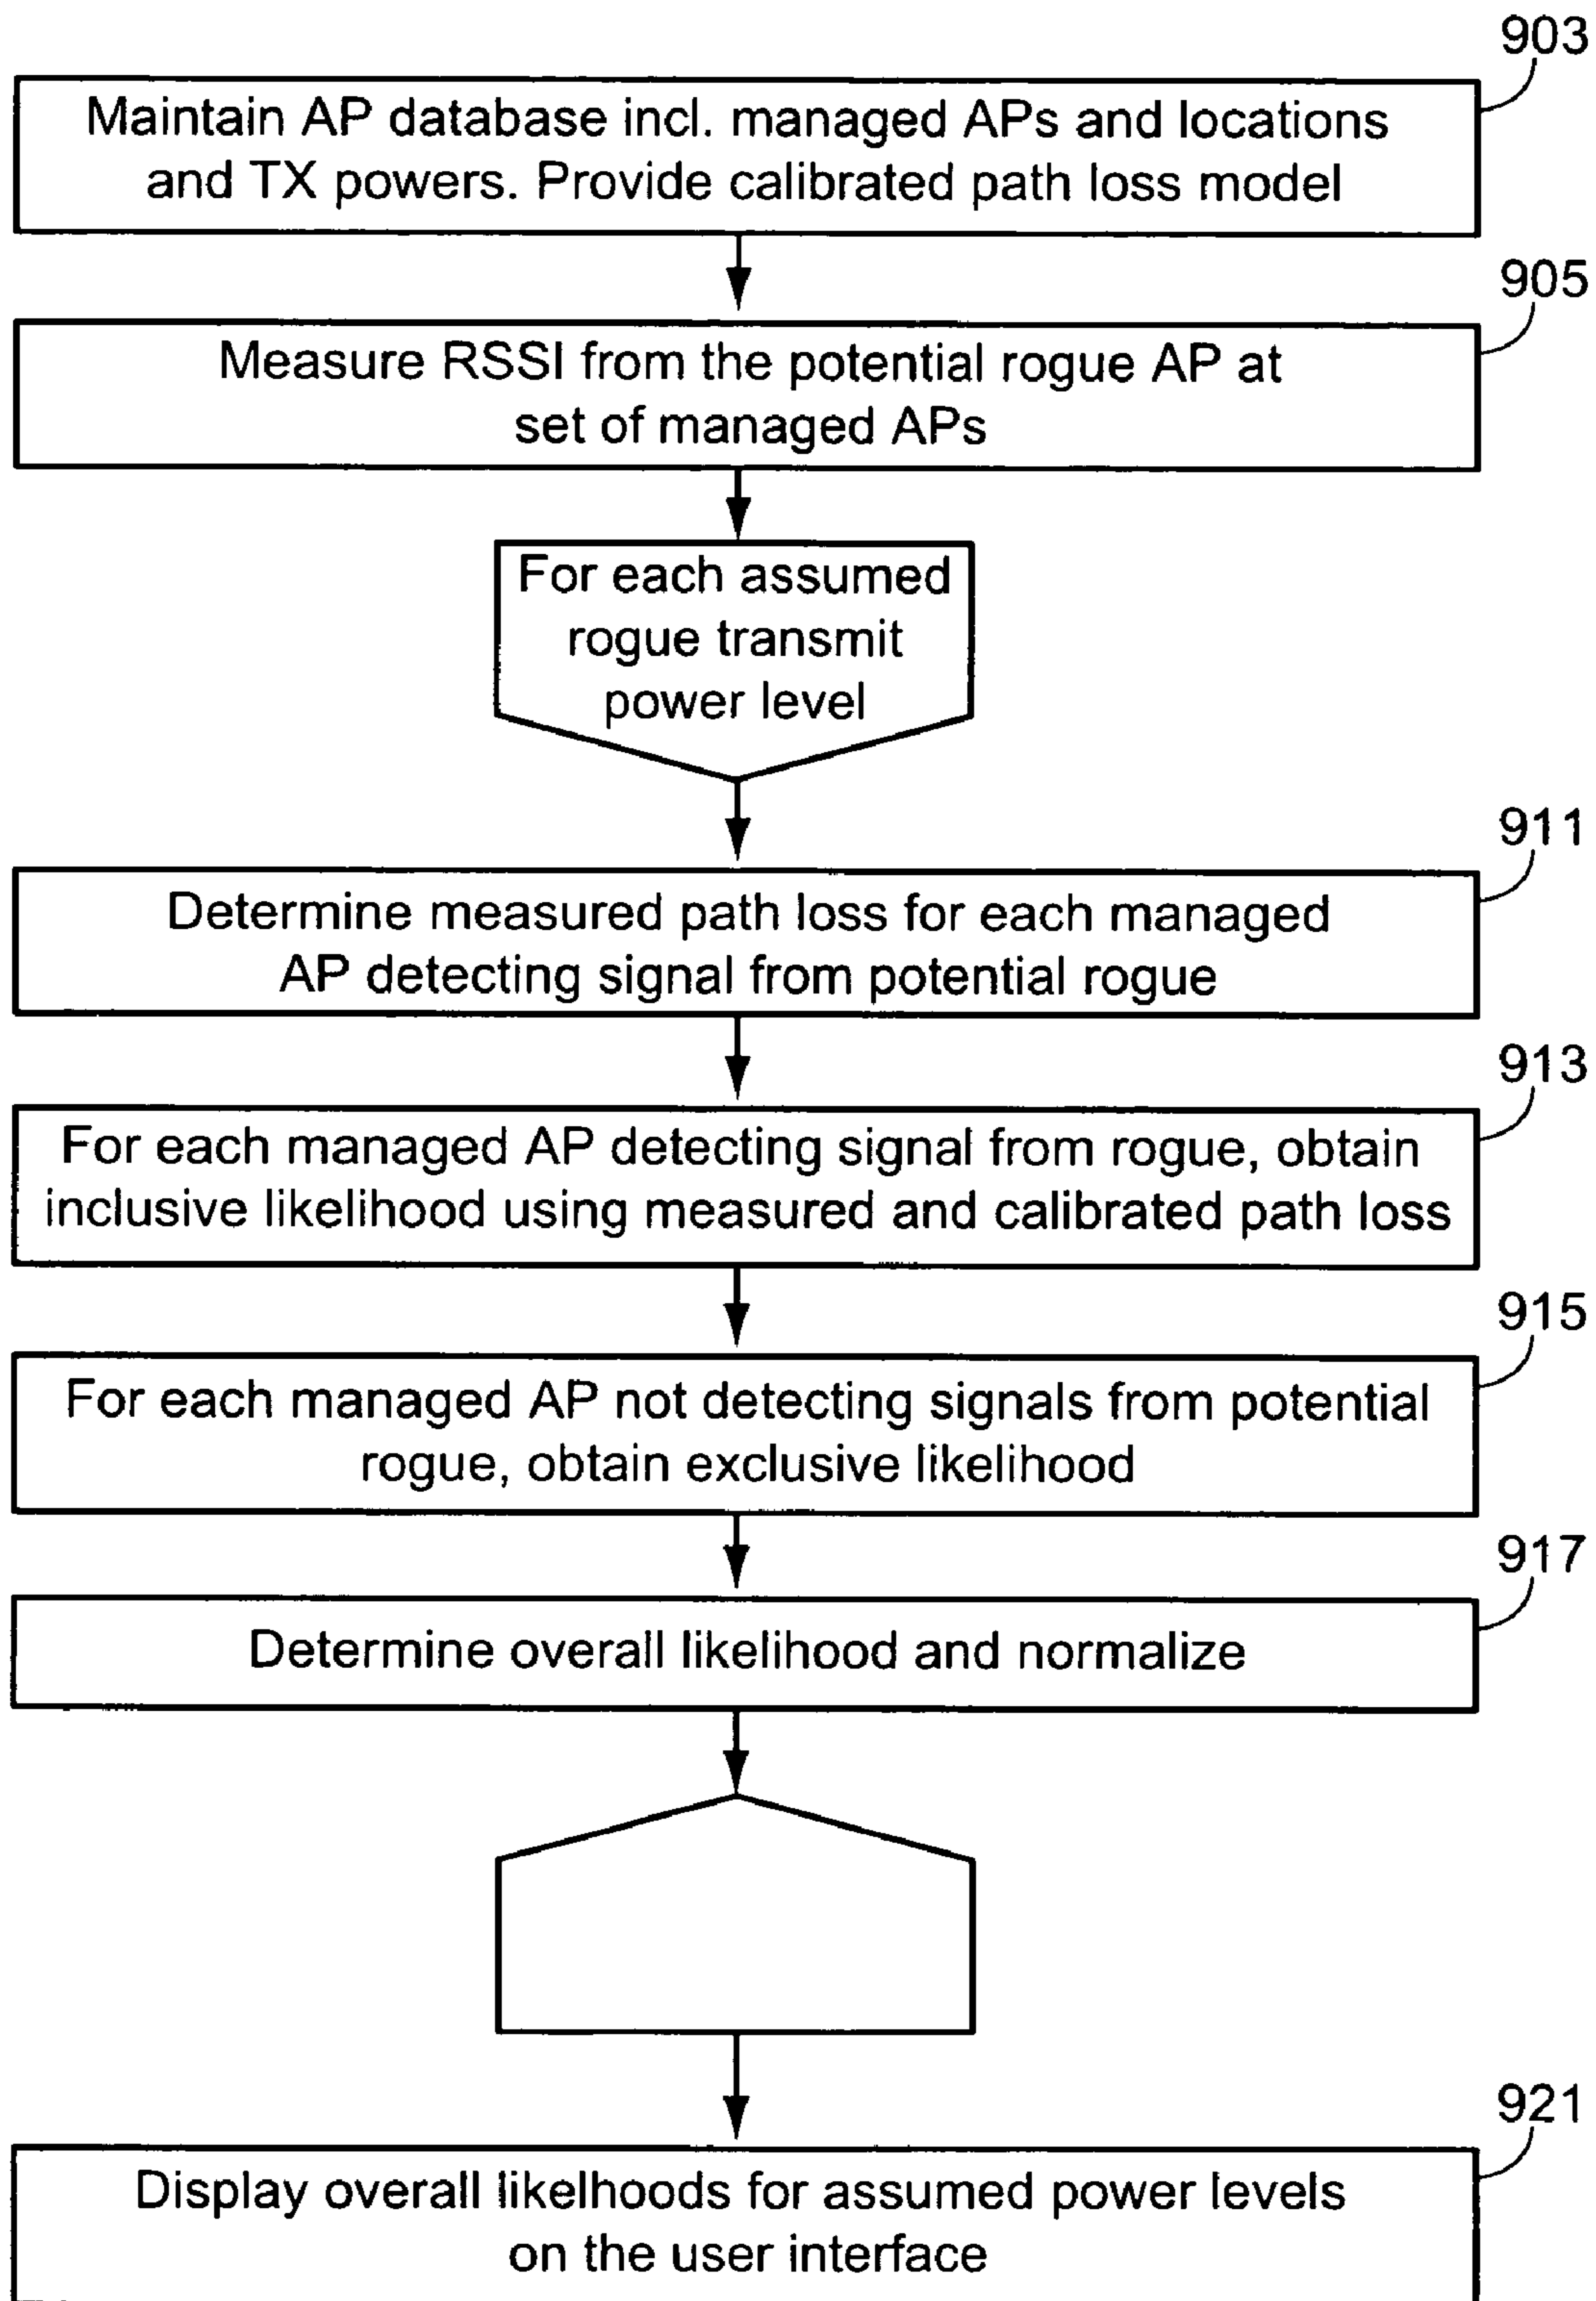 903
Maintain AP database incl. managed APs and locations
and TX powers. Provide calibrated path loss model
905
Measure RSSI from the potential rogue AP at
set of managed APs
For each assumed
rogue transmit
power level
911
Determine measured path loss for each managed
AP detecting signal from potential rogue
913
For each managed AP detecting signal from rogue, obtain
inclusive likelihood using measured and calibrated path loss
915
For each managed AP not detecting signals from potential
rogue, obtain exclusive likelihood
917
Determine overall likelihood and normalize
921
Display overall likelhoods for assumed power levels
on the user interface